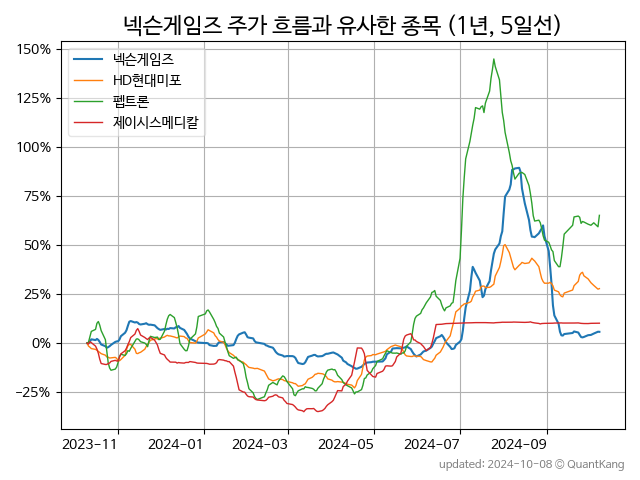 넥슨게임즈 주가 흐름과 유사한 종목 (1년, 5일선)
150%
125%
100%
75%
50%
25%
0%
−25%
넥슨게임즈
HD현대미포
펩트론
제이시스메디칼
2023-11 2024-01 2024-03 2024-05 2024-07 2024-09
updated: 2024-10-08 © QuantKang